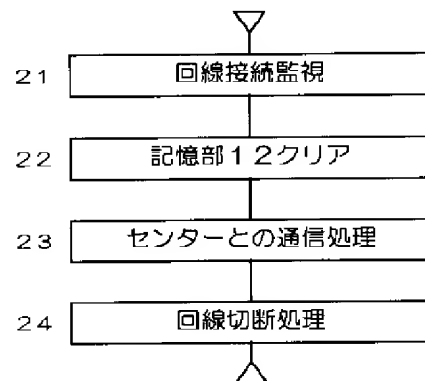 21 回線接続監視
22 記憶部12クリア
23 センターとの通信処理
24 回線切断処理